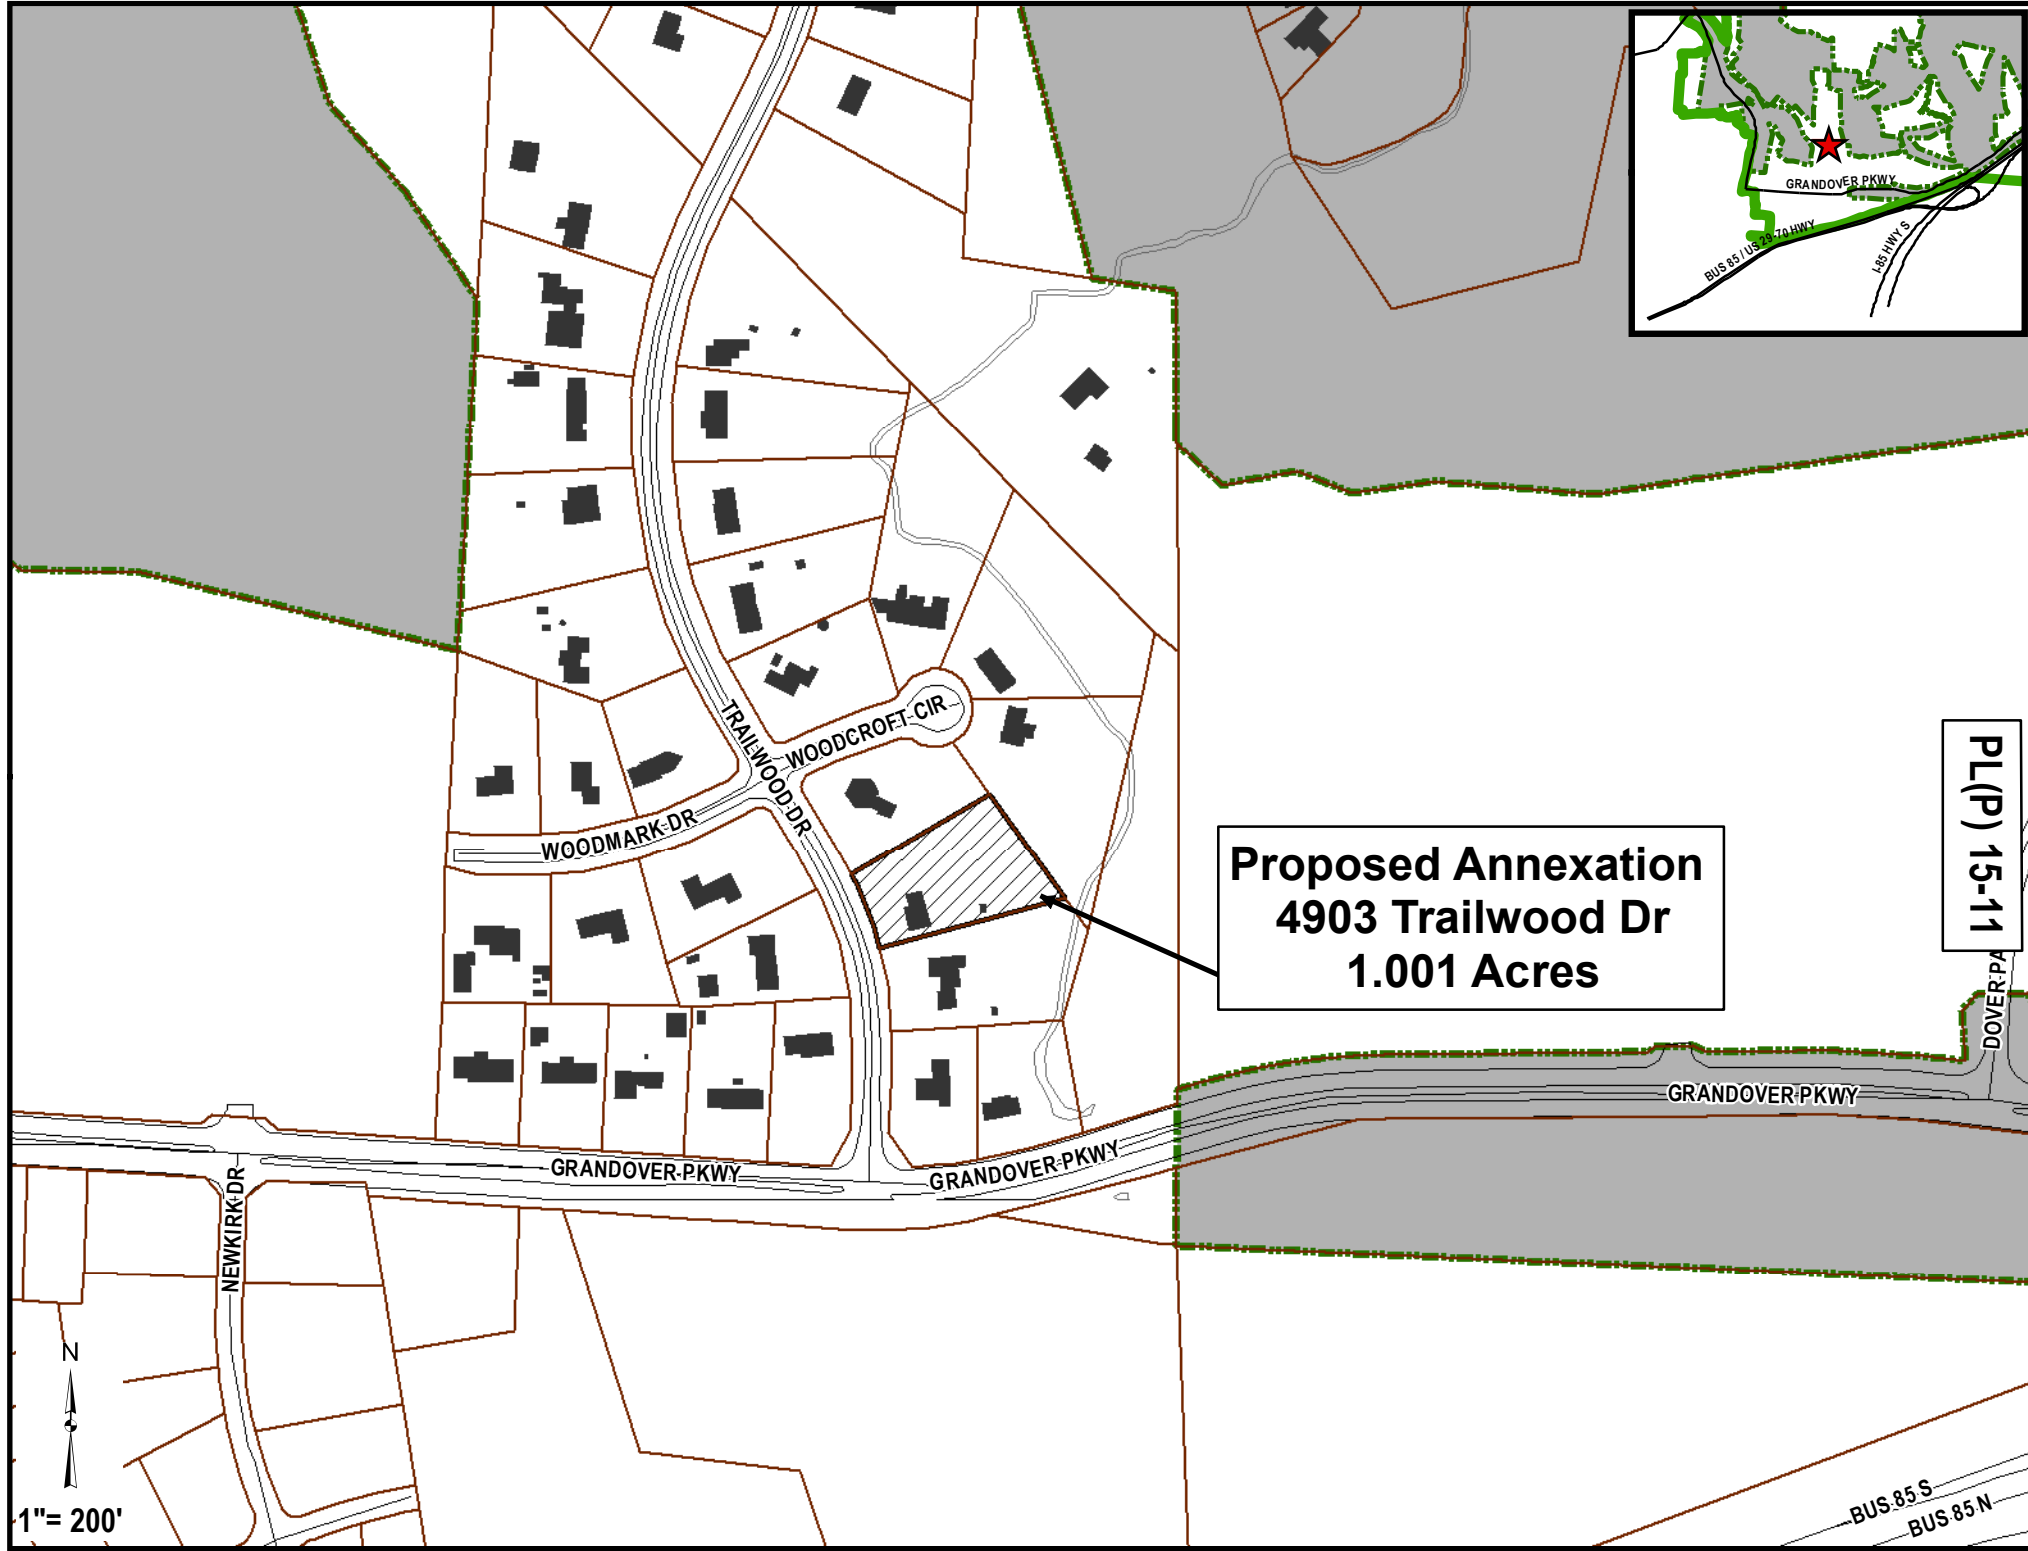 GRANDOVER PKWY
BUS 85 / US 29-70 HWY
I-85 HWY S
TRAILWOOD DR
WOODCROFT CIR
WOODMARK DR
Proposed Annexation
4903 Trailwood Dr
1.001 Acres
PL(P) 15-11
DOVER PA
GRANDOVER PKWY
GRANDOVER PKWY
GRANDOVER PKWY
NEWKIRK DR
N
1"= 200'
BUS 85 S
BUS 85 N